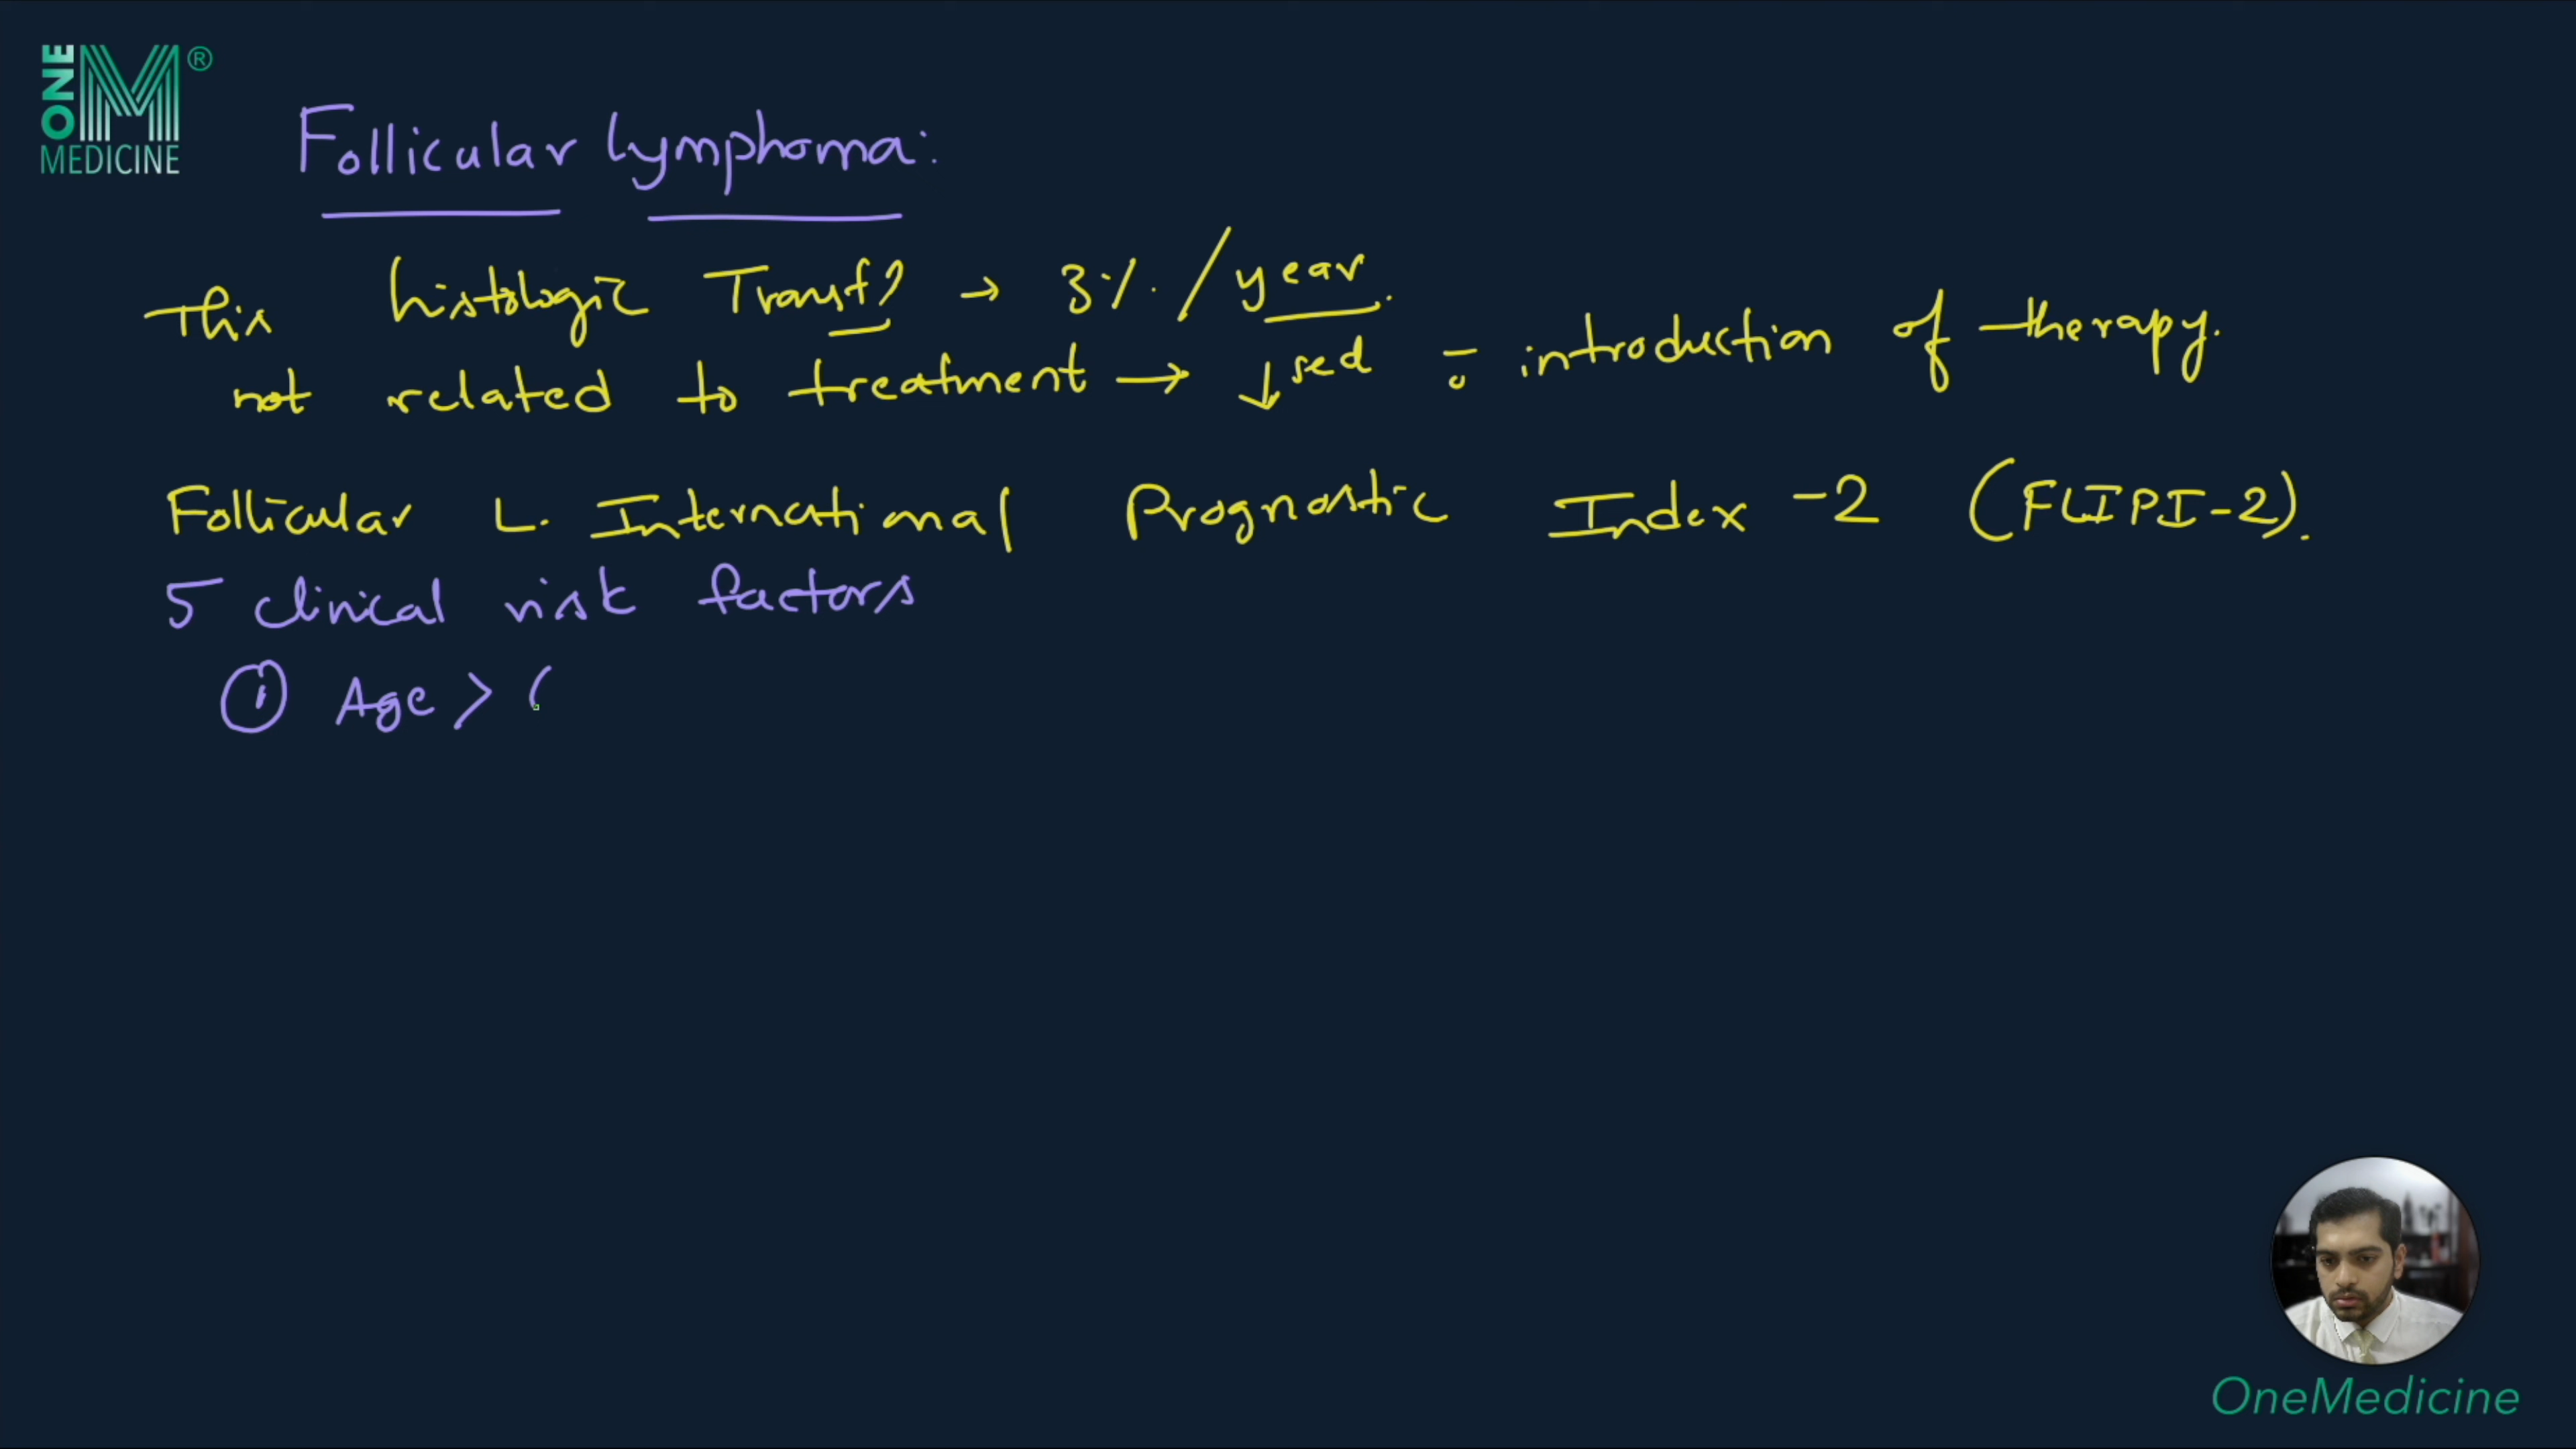 ONE MEDICINE M®
Follicular Lymphoma:
This histologic Transf? → 3% / year.
not related to treatment → ↓sed introduction of therapy.
Follicular L. International Prognostic Index -2 (FLIPI-2).
5 clinical risk factors
① Age > (
OneMedicine